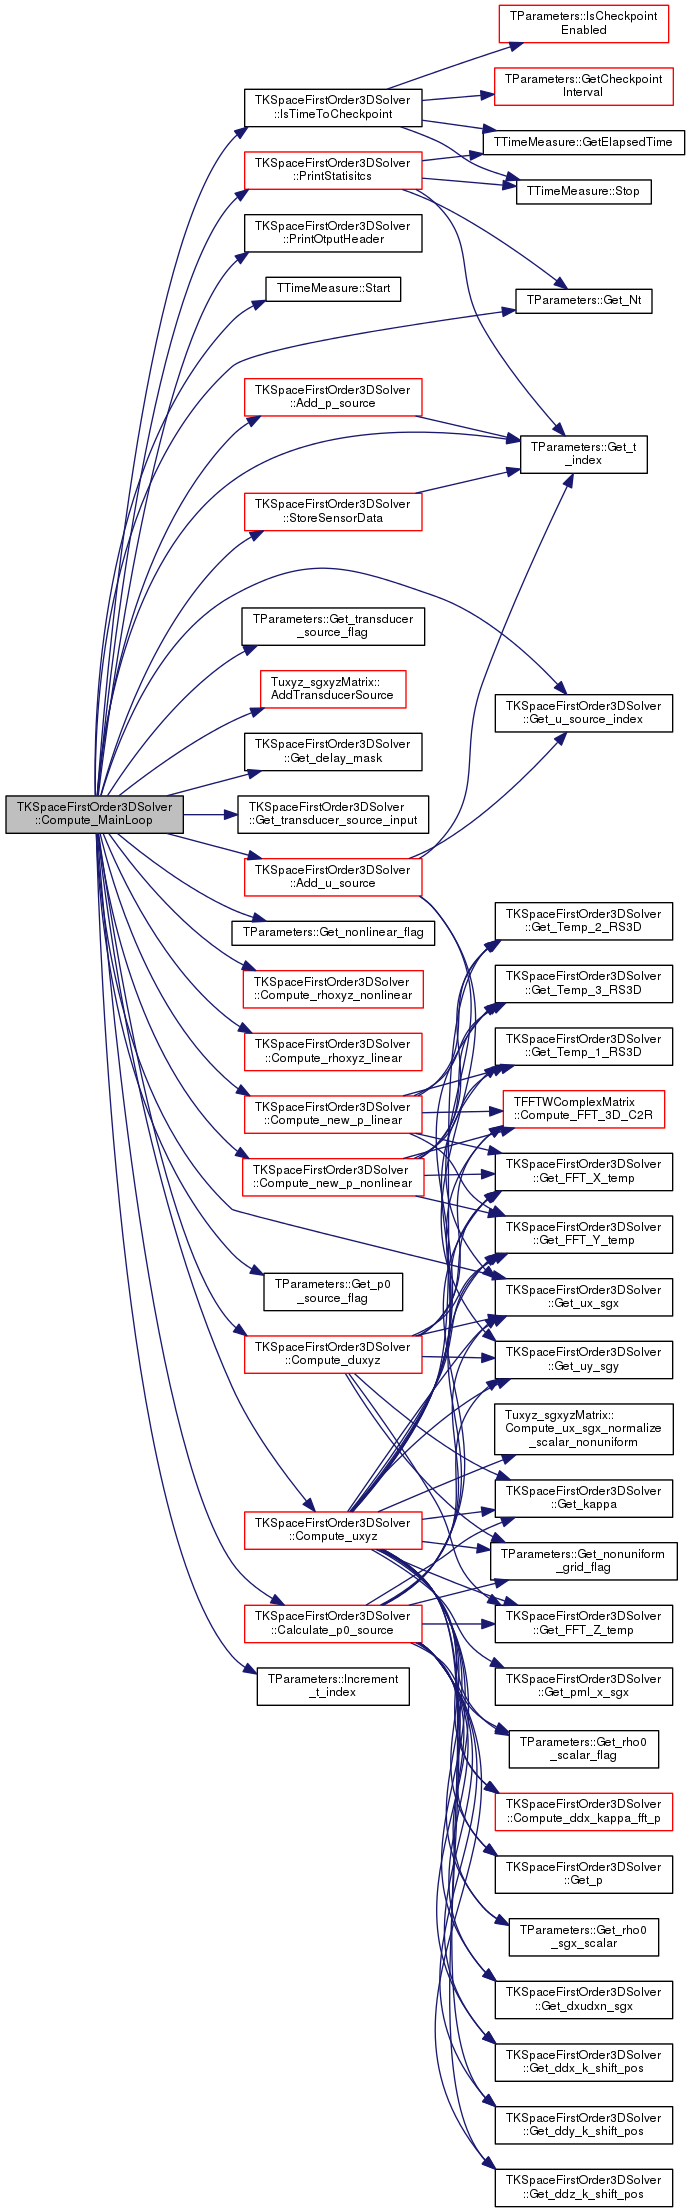 TParameters::IsCheckpoint
Enabled
TParameters::GetCheckpoint
Interval
TKSpaceFirstOrder3DSolver
::IsTimeToCheckpoint
TTimeMeasure::GetElapsedTime
TKSpaceFirstOrder3DSolver
::PrintStatisitcs
TTimeMeasure::Stop
TKSpaceFirstOrder3DSolver
::PrintOtputHeader
TTimeMeasure::Start
TParameters::Get_Nt
TKSpaceFirstOrder3DSolver
::Add_p_source
TParameters::Get_t
_index
TKSpaceFirstOrder3DSolver
::StoreSensorData
TParameters::Get_transducer
_source_flag
Tuxyz_sgxyzMatrix::
AddTransducerSource
TKSpaceFirstOrder3DSolver
::Get_u_source_index
TKSpaceFirstOrder3DSolver
::Get_delay_mask
TKSpaceFirstOrder3DSolver
::Compute_MainLoop
TKSpaceFirstOrder3DSolver
::Get_transducer_source_input
TKSpaceFirstOrder3DSolver
::Add_u_source
TParameters::Get_nonlinear_flag
TKSpaceFirstOrder3DSolver
::Get_Temp_2_RS3D
TKSpaceFirstOrder3DSolver
::Compute_rhoxyz_nonlinear
TKSpaceFirstOrder3DSolver
::Get_Temp_3_RS3D
TKSpaceFirstOrder3DSolver
::Compute_rhoxyz_linear
TKSpaceFirstOrder3DSolver
::Get_Temp_1_RS3D
TKSpaceFirstOrder3DSolver
::Compute_new_p_linear
TFFTWComplexMatrix
::Compute_FFT_3D_C2R
TKSpaceFirstOrder3DSolver
::Compute_new_p_nonlinear
TKSpaceFirstOrder3DSolver
::Get_FFT_X_temp
TKSpaceFirstOrder3DSolver
::Get_FFT_Y_temp
TParameters::Get_p0
_source_flag
TKSpaceFirstOrder3DSolver
::Get_ux_sgx
TKSpaceFirstOrder3DSolver
::Compute_duxyz
TKSpaceFirstOrder3DSolver
::Get_uy_sgy
Tuxyz_sgxyzMatrix::
Compute_ux_sgx_normalize
_scalar_nonuniform
TKSpaceFirstOrder3DSolver
::Get_kappa
TKSpaceFirstOrder3DSolver
::Compute_uxyz
TParameters::Get_nonuniform
_grid_flag
TKSpaceFirstOrder3DSolver
::Calculate_p0_source
TKSpaceFirstOrder3DSolver
::Get_FFT_Z_temp
TParameters::Increment
_t_index
TKSpaceFirstOrder3DSolver
::Get_pml_x_sgx
TParameters::Get_rho0
_scalar_flag
TKSpaceFirstOrder3DSolver
::Compute_ddx_kappa_fft_p
TKSpaceFirstOrder3DSolver
::Get_p
TParameters::Get_rho0
_sgx_scalar
TKSpaceFirstOrder3DSolver
::Get_dxudxn_sgx
TKSpaceFirstOrder3DSolver
::Get_ddx_k_shift_pos
TKSpaceFirstOrder3DSolver
::Get_ddy_k_shift_pos
TKSpaceFirstOrder3DSolver
::Get_ddz_k_shift_pos